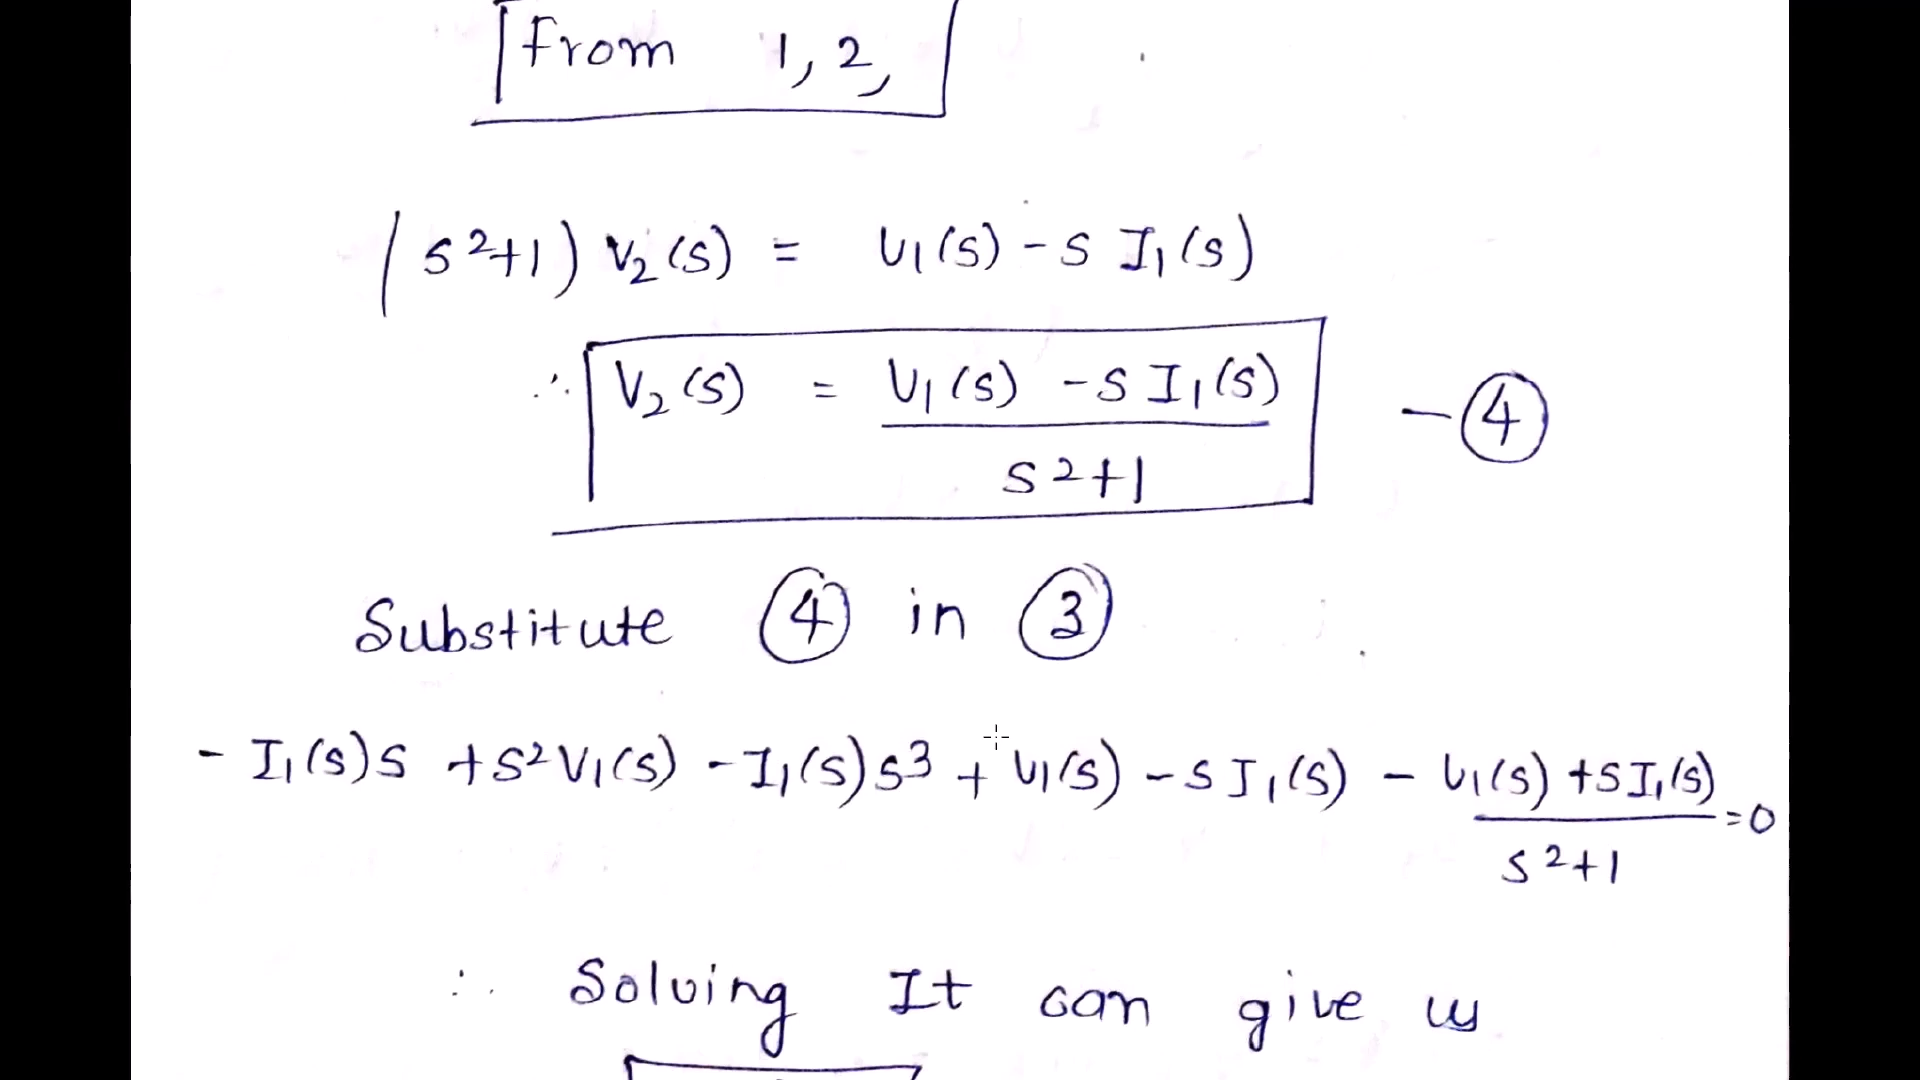 From 1, 2,
(s²+1) V₂(s) = V₁(s) - s I₁(s)
∴ V₂(s) = V₁(s) - s I₁(s) - ④
s²+1
Substitute ④ in ③
- I₁(s)s + s²V₁(s) - I₁(s)s³ + V₁(s) - s I₁(s) - V₁(s) + s I₁(s) = 0
s²+1
∴ Solving It can give us